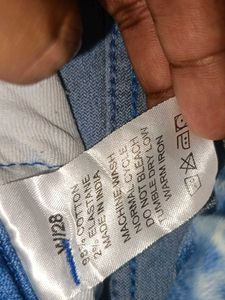 W/28
98% COTTON
2% ELASTANE
MADE IN INDIA
MACHINE WASH
NORMAL CYCLE
DO NOT BLEACH
TUMBLE DRY LOW
WARM IRON